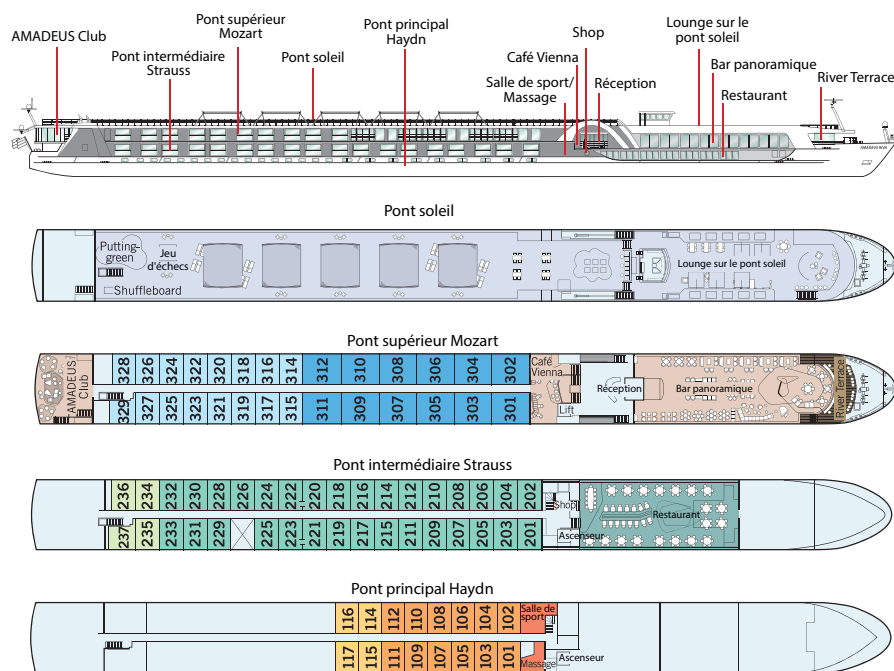 AMADEUS Club
Pont intermédiaire
Strauss
Pont supérieur
Mozart
Pont soleil
Pont principal
Haydn
Café Vienna
Salle de sport/
Massage
Shop
Réception
Lounge sur le
pont soleil
Bar panoramique
Restaurant
River Terrace
AMADEUS RIVA
Pont soleil
Putting-
green
Jeu
d'échecs
Shuffleboard
Lounge sur le pont soleil
Pont supérieur Mozart
AMADEUS
Club
328 326 324 322 320 318 316 314 312 310 308 306 304 302
329 327 325 323 321 319 317 315 311 309 307 305 303 301
Café
Vienna
Lift
Réception
Bar panoramique
River Terrace
Pont intermédiaire Strauss
236 234 232 230 228 226 224 222 220 218 216 214 212 210 208 206 204 202
237 235 233 231 229 225 223 221 219 217 215 211 209 207 205 203 201
Shop
Ascenseur
Restaurant
Pont principal Haydn
116 114 112 110 108 106 104 102
117 115 111 109 107 105 103 101
Salle de
sport
Massage
Ascenseur